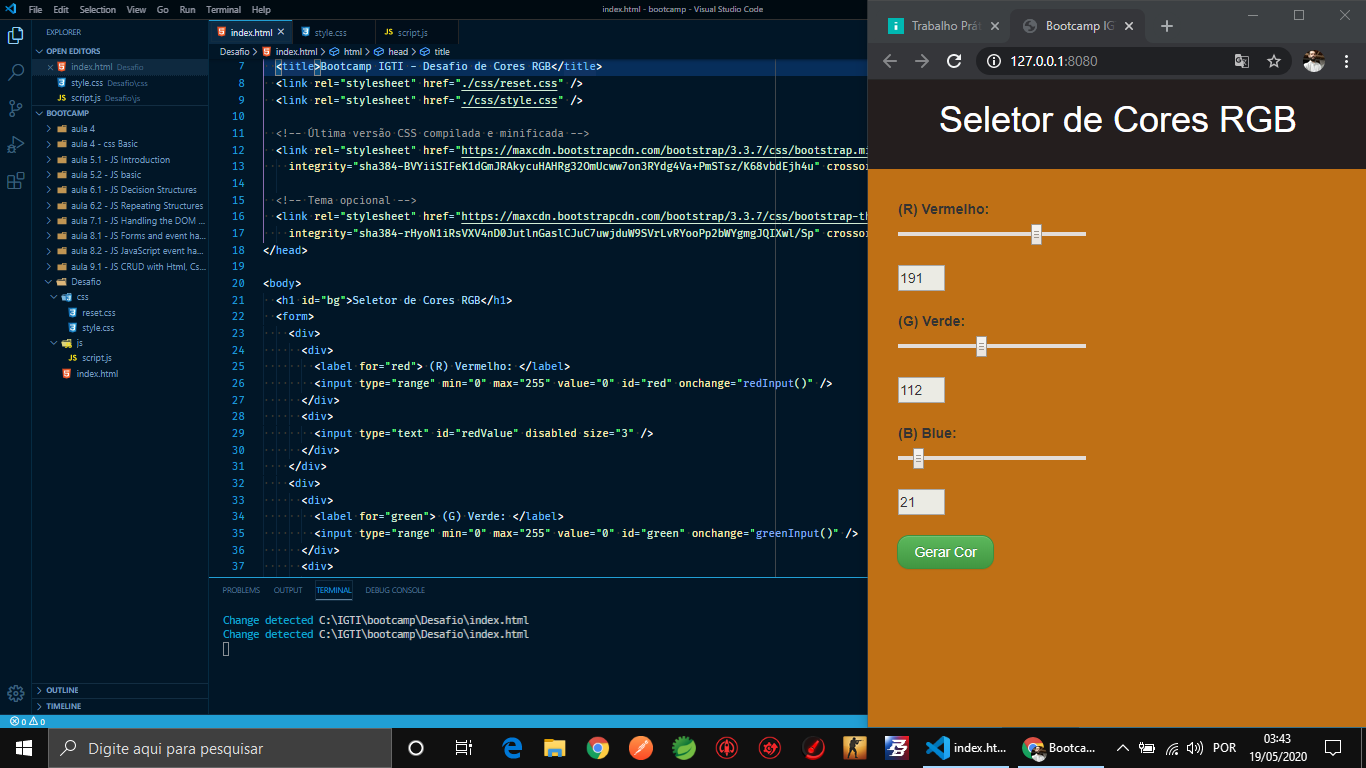 File Edit Selection View Go Run Terminal Help
index.html - bootcamp - Visual Studio Code
EXPLORER
OPEN EDITORS
index.html Desafio
style.css Desafio\css
script.js Desafio\js
BOOTCAMP
aula 4
aula 4 - css Basic
aula 5.1 - JS Introduction
aula 5.2 - JS basic
aula 6.1 - JS Decision Structures
aula 6.2 - JS Repeating Structures
aula 7.1 - JS Handling the DOM ...
aula 8.1 - JS Forms and event ha...
aula 8.2 - JS JavaScript event ha...
aula 9.1 - JS CRUD with Html, Cs...
Desafio
css
reset.css
style.css
js
script.js
index.html
OUTLINE
TIMELINE
0 0
index.html style.css script.js
Desafio > index.html > html > head > title
7 <title>Bootcamp IGTI - Desafio de Cores RGB</title>
8 <link rel="stylesheet" href="./css/reset.css" />
9 <link rel="stylesheet" href="./css/style.css" />
10
11 <!-- Última versão CSS compilada e minificada -->
12 <link rel="stylesheet" href="https://maxcdn.bootstrapcdn.com/bootstrap/3.3.7/css/bootstrap.mi
13 integrity="sha384-BVYiiSIFeK1dGmJRAkycuHAHRg32OmUcww7on3RYdg4Va+PmSTsz/K68vbdEjh4u" crossor
14
15 <!-- Tema opcional -->
16 <link rel="stylesheet" href="https://maxcdn.bootstrapcdn.com/bootstrap/3.3.7/css/bootstrap-th
17 integrity="sha384-rHyoN1iRsVXV4nD0JutlnGaslCJuC7uwjduW9SVrLvRYooPp2bWYgmgJQIXwl/Sp" crossor
18 </head>
19
20 <body>
21 <h1 id="bg">Seletor de Cores RGB</h1>
22 <form>
23 <div>
24 <div>
25 <label for="red"> (R) Vermelho: </label>
26 <input type="range" min="0" max="255" value="0" id="red" onchange="redInput()" />
27 </div>
28 <div>
29 <input type="text" id="redValue" disabled size="3" />
30 </div>
31 </div>
32 <div>
33 <div>
34 <label for="green"> (G) Verde: </label>
35 <input type="range" min="0" max="255" value="0" id="green" onchange="greenInput()" />
36 </div>
37 <div>
PROBLEMS OUTPUT TERMINAL DEBUG CONSOLE
Change detected C:\IGTI\bootcamp\Desafio\index.html
Change detected C:\IGTI\bootcamp\Desafio\index.html
Trabalho Prát
Bootcamp IG
127.0.0.1:8080
Seletor de Cores RGB
(R) Vermelho:
191
(G) Verde:
112
(B) Blue:
21
Gerar Cor
Digite aqui para pesquisar
index.ht...
Bootca...
POR
03:43
19/05/2020